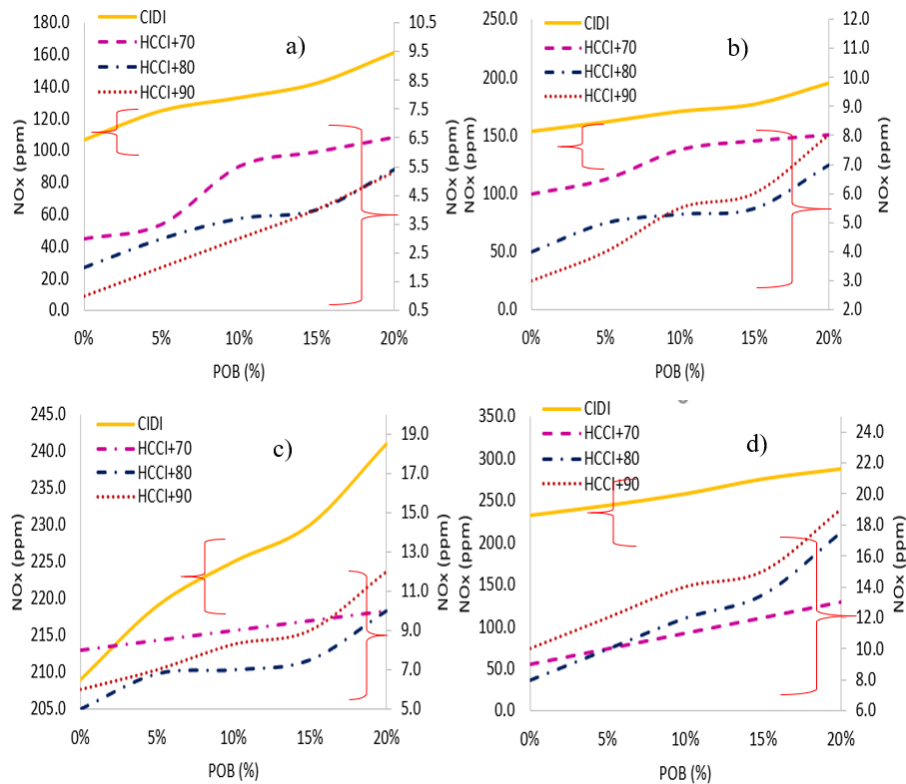 a)
CIDI
HCCI+70
HCCI+80
HCCI+90
180.0
160.0
140.0
120.0
100.0
80.0
60.0
40.0
20.0
0.0
10.5
9.5
8.5
7.5
6.5
5.5
4.5
3.5
2.5
1.5
0.5
0% 5% 10% 15% 20%
POB (%)
NOx (ppm)
NOx (ppm)
b)
CIDI
HCCI+70
HCCI+80
HCCI+90
250.0
200.0
150.0
100.0
50.0
0.0
12.0
11.0
10.0
9.0
8.0
7.0
6.0
5.0
4.0
3.0
2.0
0% 5% 10% 15% 20%
POB (%)
NOx (ppm)
NOx (ppm)
c)
CIDI
HCCI+70
HCCI+80
HCCI+90
245.0
240.0
235.0
230.0
225.0
220.0
215.0
210.0
205.0
19.0
17.0
15.0
13.0
11.0
9.0
7.0
5.0
0% 5% 10% 15% 20%
POB (%)
NOx (ppm)
NOx (ppm)
d)
CIDI
HCCI+70
HCCI+80
HCCI+90
350.0
300.0
250.0
200.0
150.0
100.0
50.0
0.0
24.0
22.0
20.0
18.0
16.0
14.0
12.0
10.0
8.0
6.0
0% 5% 10% 15% 20%
POB (%)
NOx (ppm)
NOx (ppm)